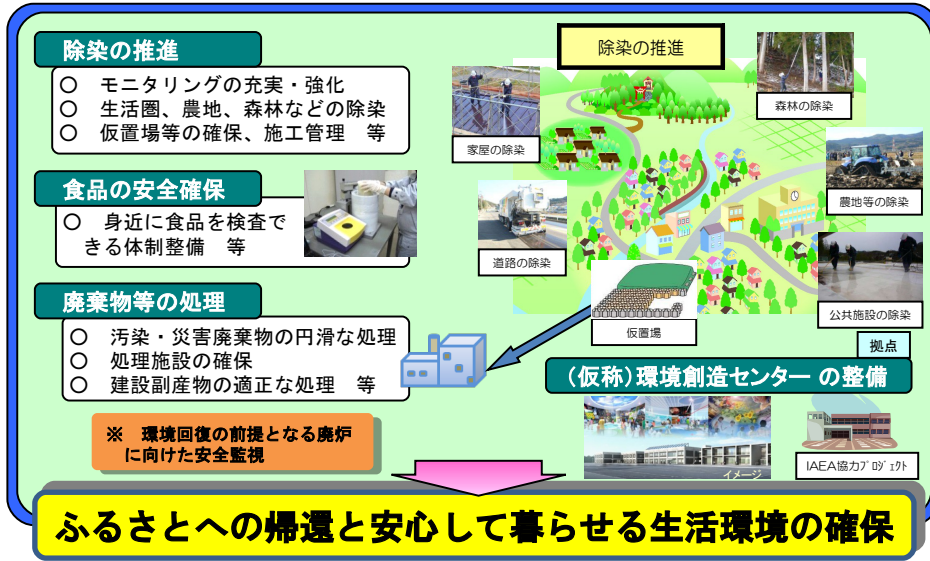 除染の推進
○ モニタリングの充実・強化
○ 生活圏、農地、森林などの除染
○ 仮置場等の確保、施工管理 等
食品の安全確保
○ 身近に食品を検査で
きる体制整備 等
廃棄物等の処理
○ 汚染・災害廃棄物の円滑な処理
○ 処理施設の確保
○ 建設副産物の適正な処理 等
※ 環境回復の前提となる廃炉
に向けた安全監視
除染の推進
家屋の除染
森林の除染
農地等の除染
道路の除染
公共施設の除染
仮置場
拠点
(仮称)環境創造センター の整備
イメージ
IAEA協力プロジェクト
ふるさとへの帰還と安心して暮らせる生活環境の確保